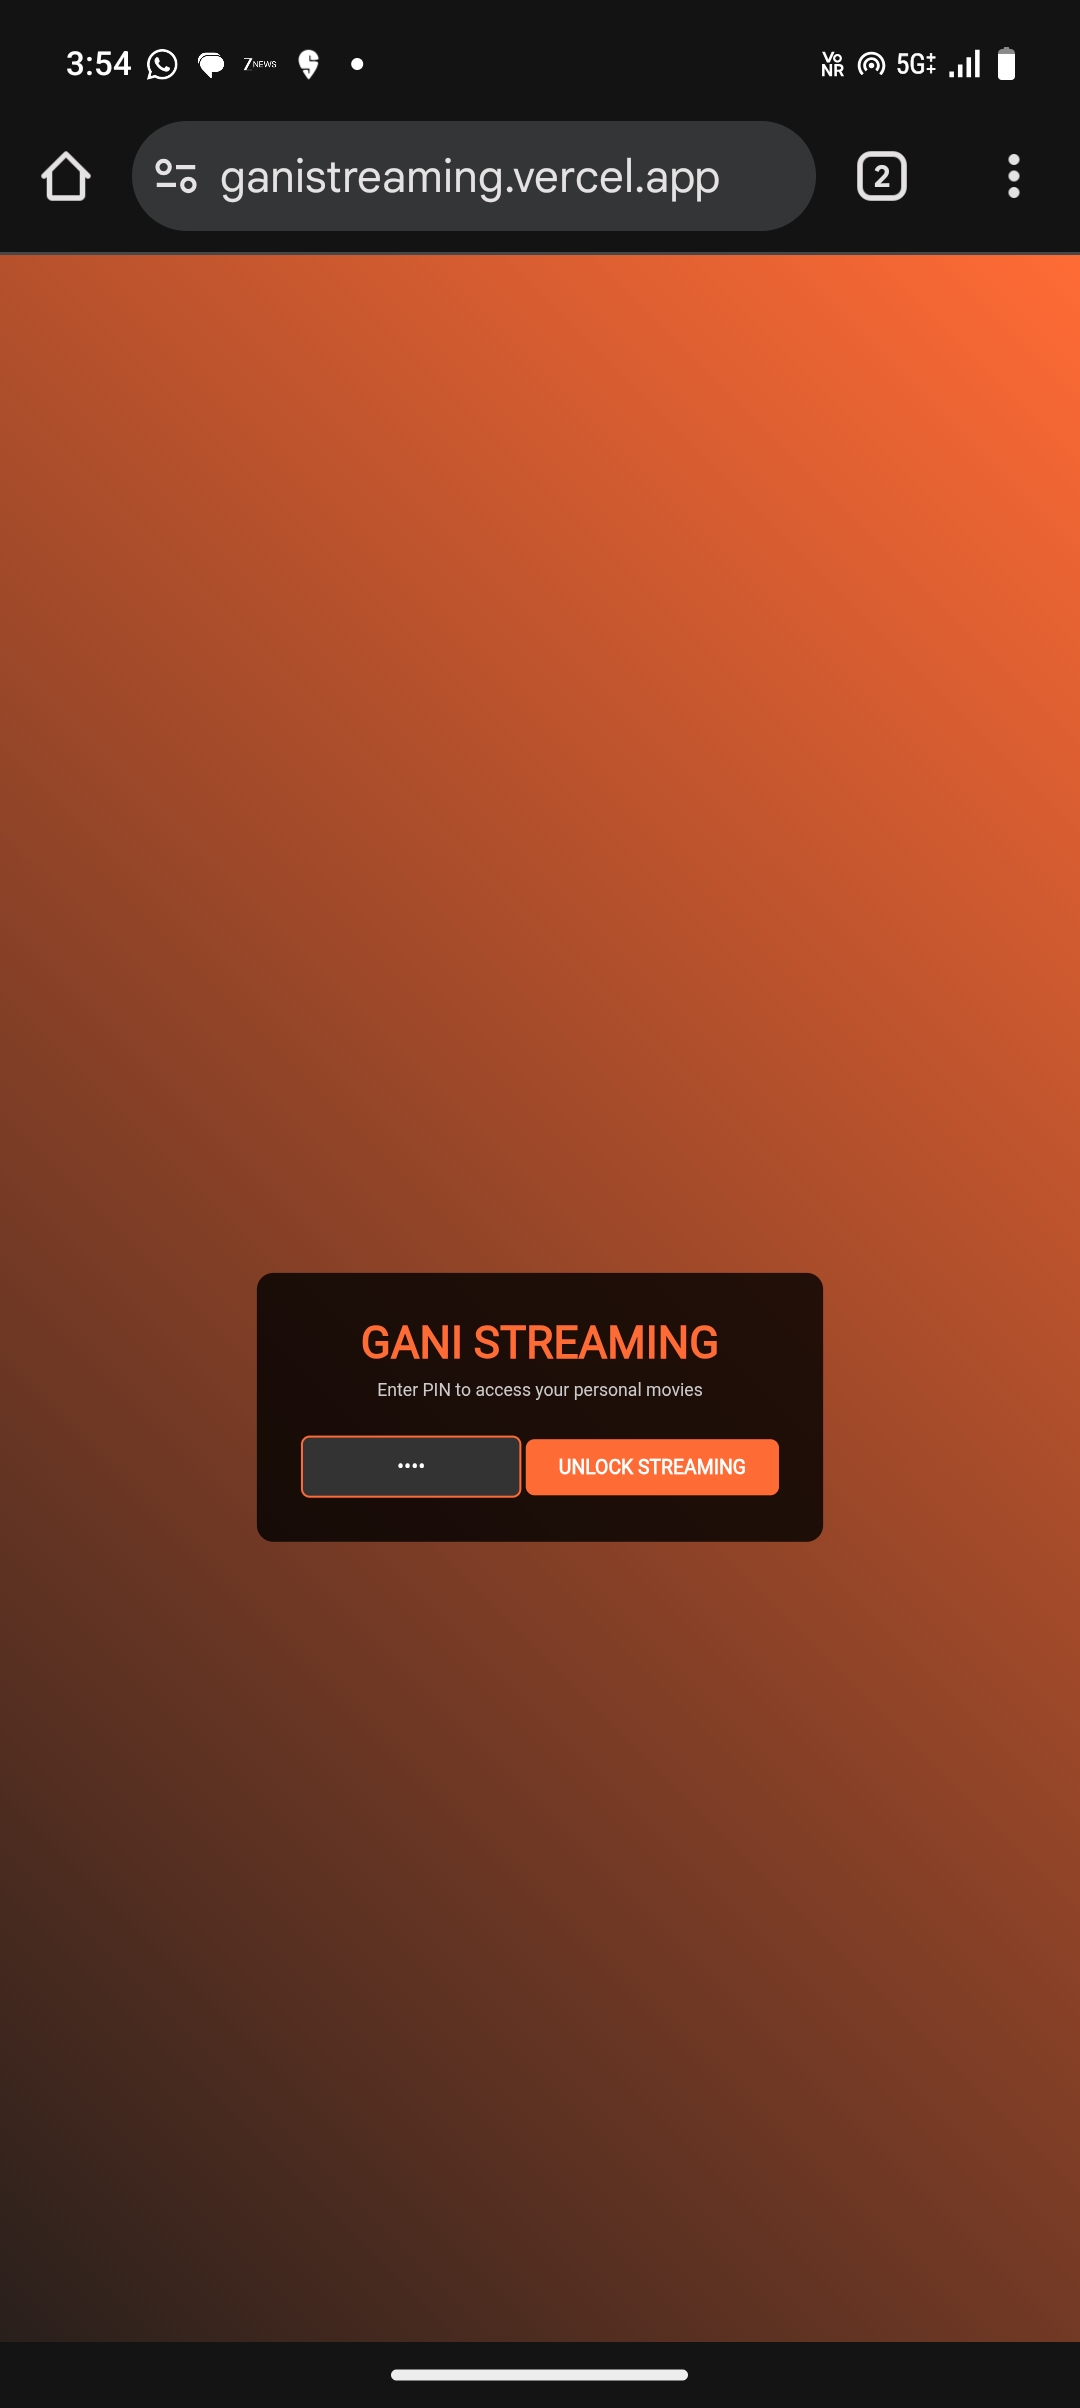 3:54 7NEWS Vo NR 5G‡
ganistreaming.vercel.app 2
GANI STREAMING
Enter PIN to access your personal movies
•••• UNLOCK STREAMING